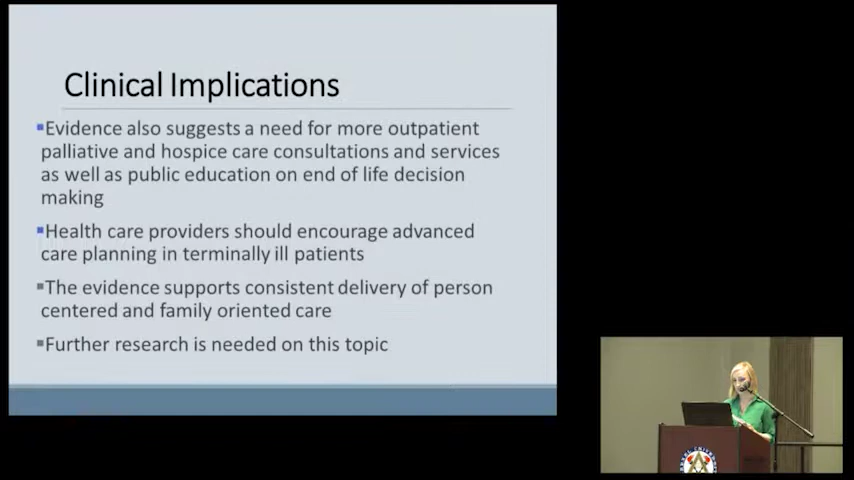 Clinical Implications
▪Evidence also suggests a need for more outpatient
palliative and hospice care consultations and services
as well as public education on end of life decision
making
▪Health care providers should encourage advanced
care planning in terminally ill patients
▪The evidence supports consistent delivery of person
centered and family oriented care
▪Further research is needed on this topic